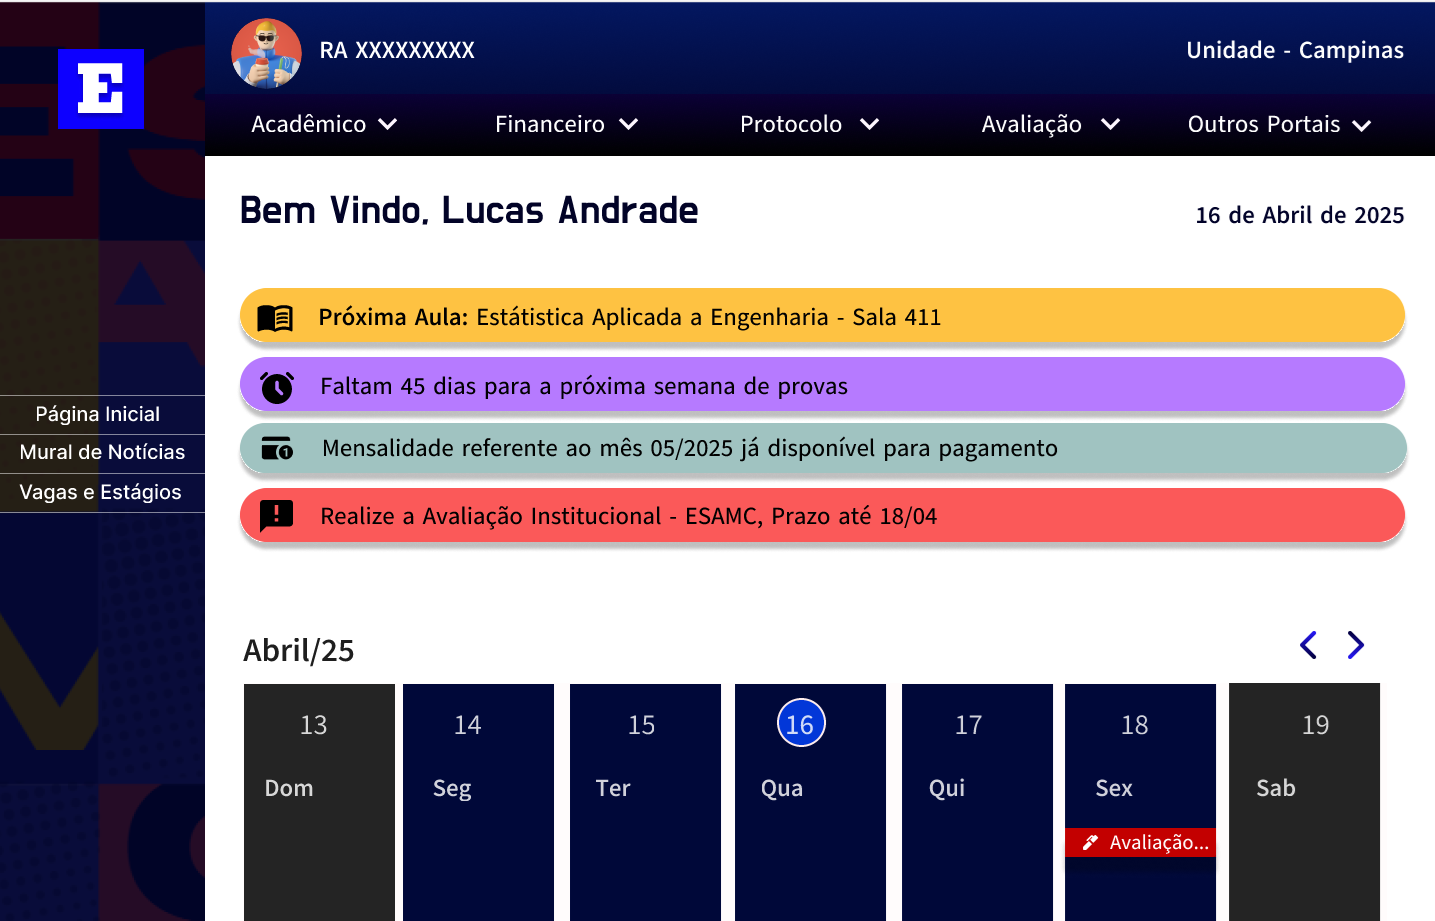 E
RA XXXXXXXXX
Unidade - Campinas
Acadêmico
Financeiro
Protocolo
Avaliação
Outros Portais
Bem Vindo, Lucas Andrade
16 de Abril de 2025
Próxima Aula: Estátistica Aplicada a Engenharia - Sala 411
Faltam 45 dias para a próxima semana de provas
Mensalidade referente ao mês 05/2025 já disponível para pagamento
Realize a Avaliação Institucional - ESAMC, Prazo até 18/04
Página Inicial
Mural de Notícias
Vagas e Estágios
Abril/25
13
Dom
14
Seg
15
Ter
16
Qua
17
Qui
18
Sex
Avaliação...
19
Sab